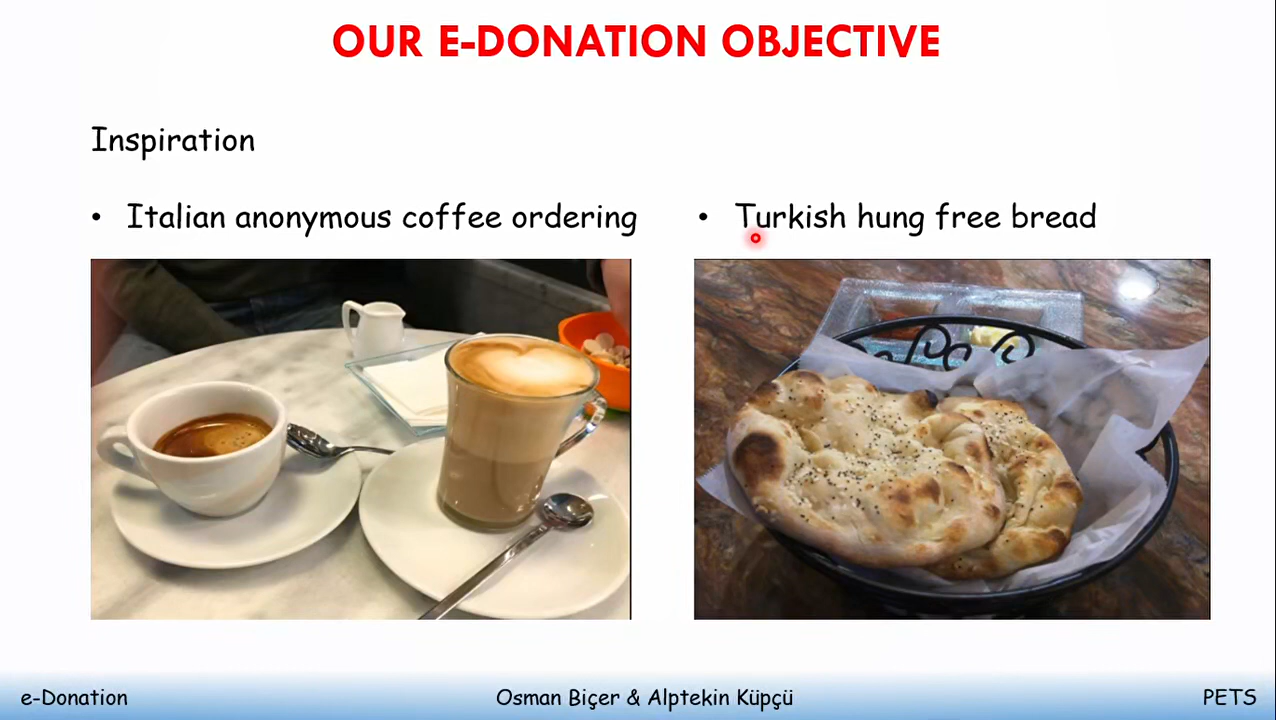 OUR E-DONATION OBJECTIVE
Inspiration
• Italian anonymous coffee ordering
• Turkish hung free bread
e-Donation
Osman Biçer & Alptekin Küpçü
PETS